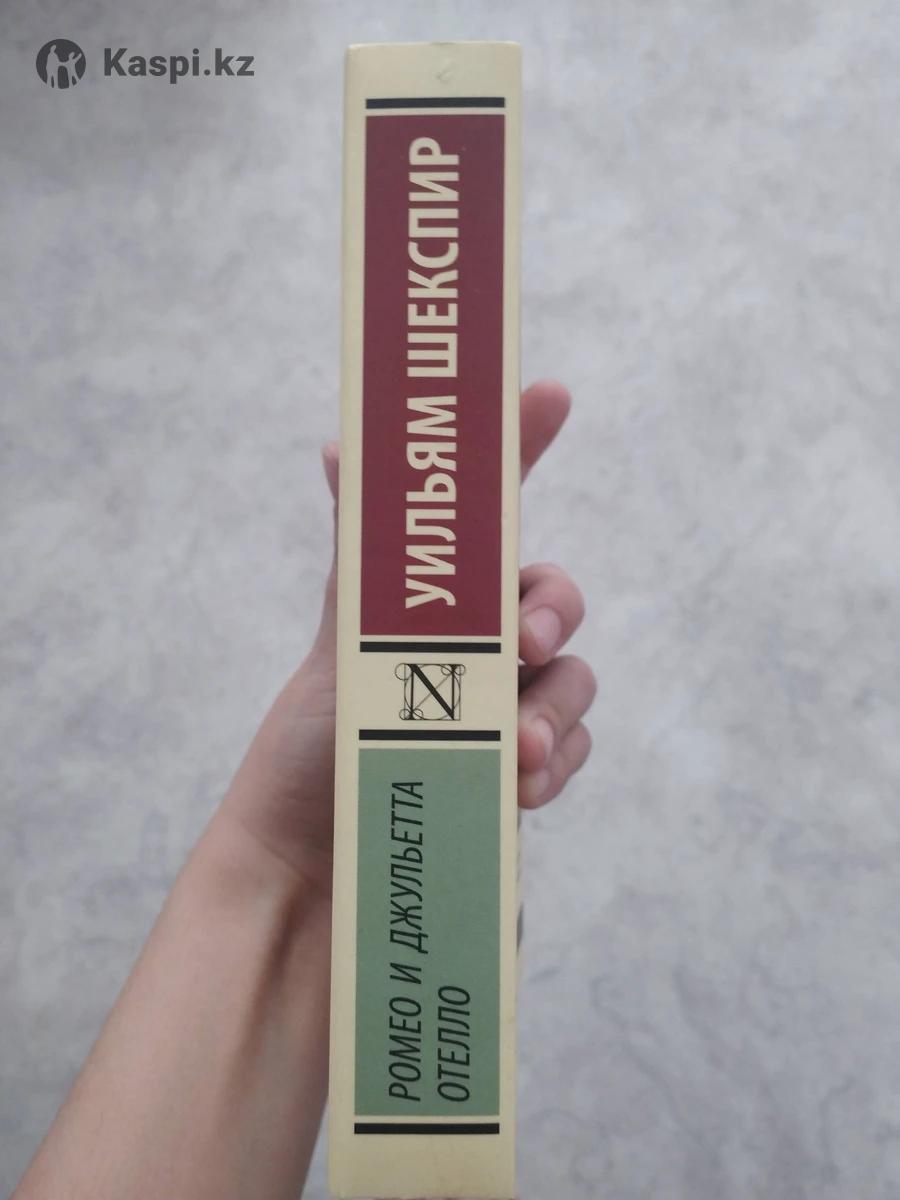 Kaspi.kz
УИЛЬЯМ ШЕКСПИР
N
РОМЕО И ДЖУЛЬЕТТА
ОТЕЛЛО